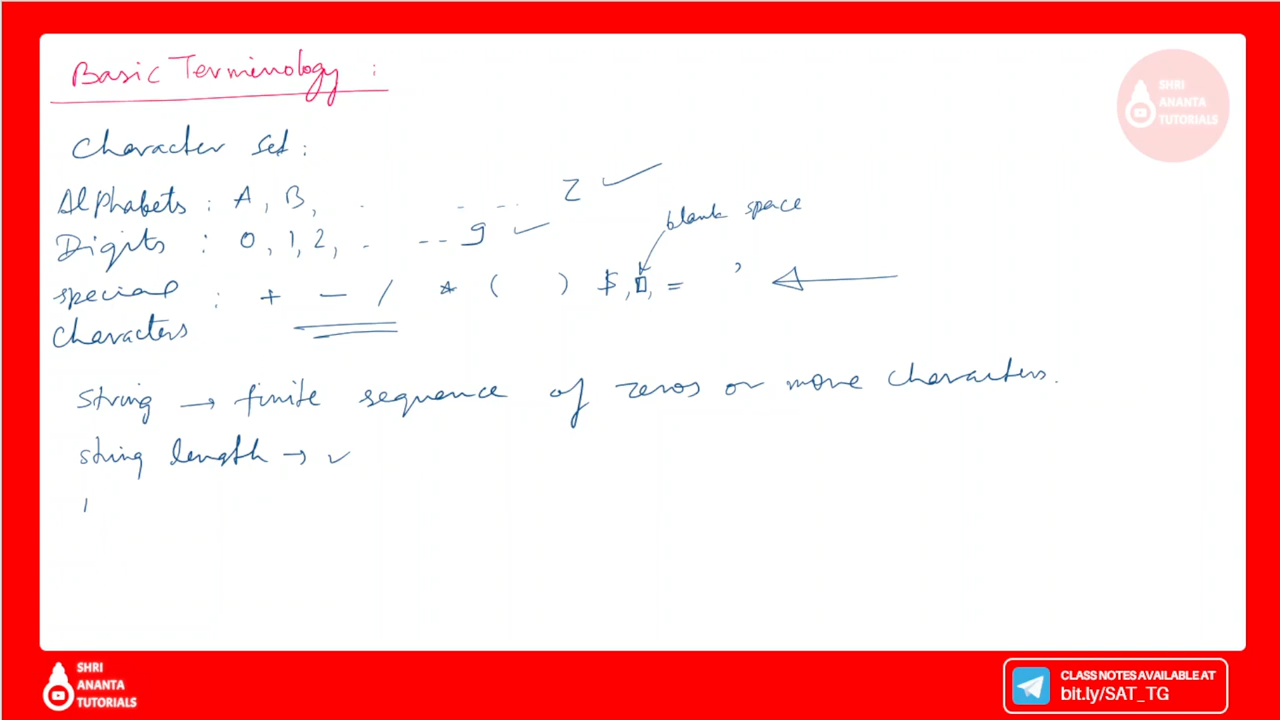 Basic Terminology :
SHRI
ANANTA
TUTORIALS
Character set :
Alphabets : A, B, . . . . . Z ✓
Digits : 0, 1, 2, . . . . 9 ✓
blank space
special : + - / * ( ) $, □, = ,
characters
string → finite sequence of zeros or more characters.
string length → ✓
SHRI
ANANTA
TUTORIALS
CLASS NOTES AVAILABLE AT
bit.ly/SAT_TG